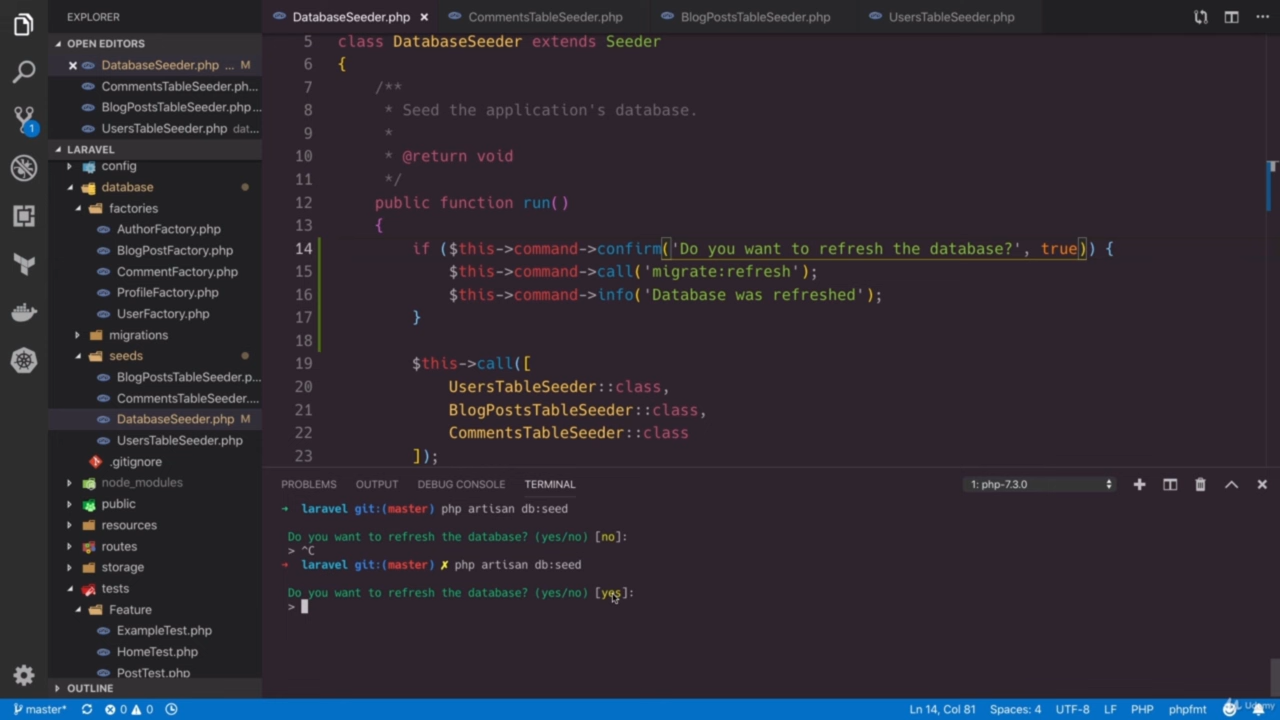 EXPLORER
OPEN EDITORS
DatabaseSeeder.php ... M
CommentsTableSeeder.ph...
BlogPostsTableSeeder.php...
UsersTableSeeder.php dat...
LARAVEL
config
database
factories
AuthorFactory.php
BlogPostFactory.php
CommentFactory.php
ProfileFactory.php
UserFactory.php
migrations
seeds
BlogPostsTableSeeder.p...
CommentsTableSeeder....
DatabaseSeeder.php M
UsersTableSeeder.php
.gitignore
node_modules
public
resources
routes
storage
tests
Feature
ExampleTest.php
HomeTest.php
PostTest.php
OUTLINE
1
DatabaseSeeder.php CommentsTableSeeder.php BlogPostsTableSeeder.php UsersTableSeeder.php
5 class DatabaseSeeder extends Seeder
6 {
7 /**
8 * Seed the application's database.
9 *
10 * @return void
11 */
12 public function run()
13 {
14 if ($this->command->confirm('Do you want to refresh the database?', true)) {
15 $this->command->call('migrate:refresh');
16 $this->command->info('Database was refreshed');
17 }
18
19 $this->call([
20 UsersTableSeeder::class,
21 BlogPostsTableSeeder::class,
22 CommentsTableSeeder::class
23 ]);
PROBLEMS OUTPUT DEBUG CONSOLE TERMINAL 1: php-7.3.0
➜ laravel git:(master) php artisan db:seed
Do you want to refresh the database? (yes/no) [no]:
> ^C
➜ laravel git:(master) ✗ php artisan db:seed
Do you want to refresh the database? (yes/no) [yes]:
>
master* 0 0 Ln 14, Col 81 Spaces: 4 UTF-8 LF PHP phpfmt
Udemy